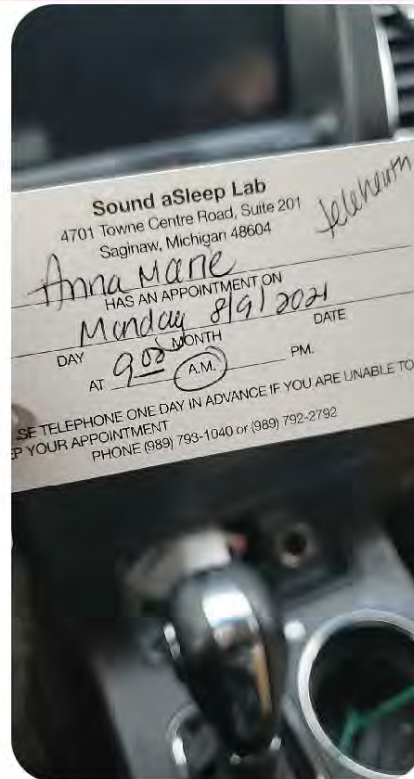 Sound aSleep Lab
4701 Towne Centre Road, Suite 201
Saginaw, Michigan 48604
Telehealth
Anna Marie
HAS AN APPOINTMENT ON
Monday 8/9/2021
DAY MONTH DATE
AT 9:00 A.M. PM.
SE TELEPHONE ONE DAY IN ADVANCE IF YOU ARE UNABLE TO
P YOUR APPOINTMENT
PHONE (989) 793-1040 or (989) 792-2792